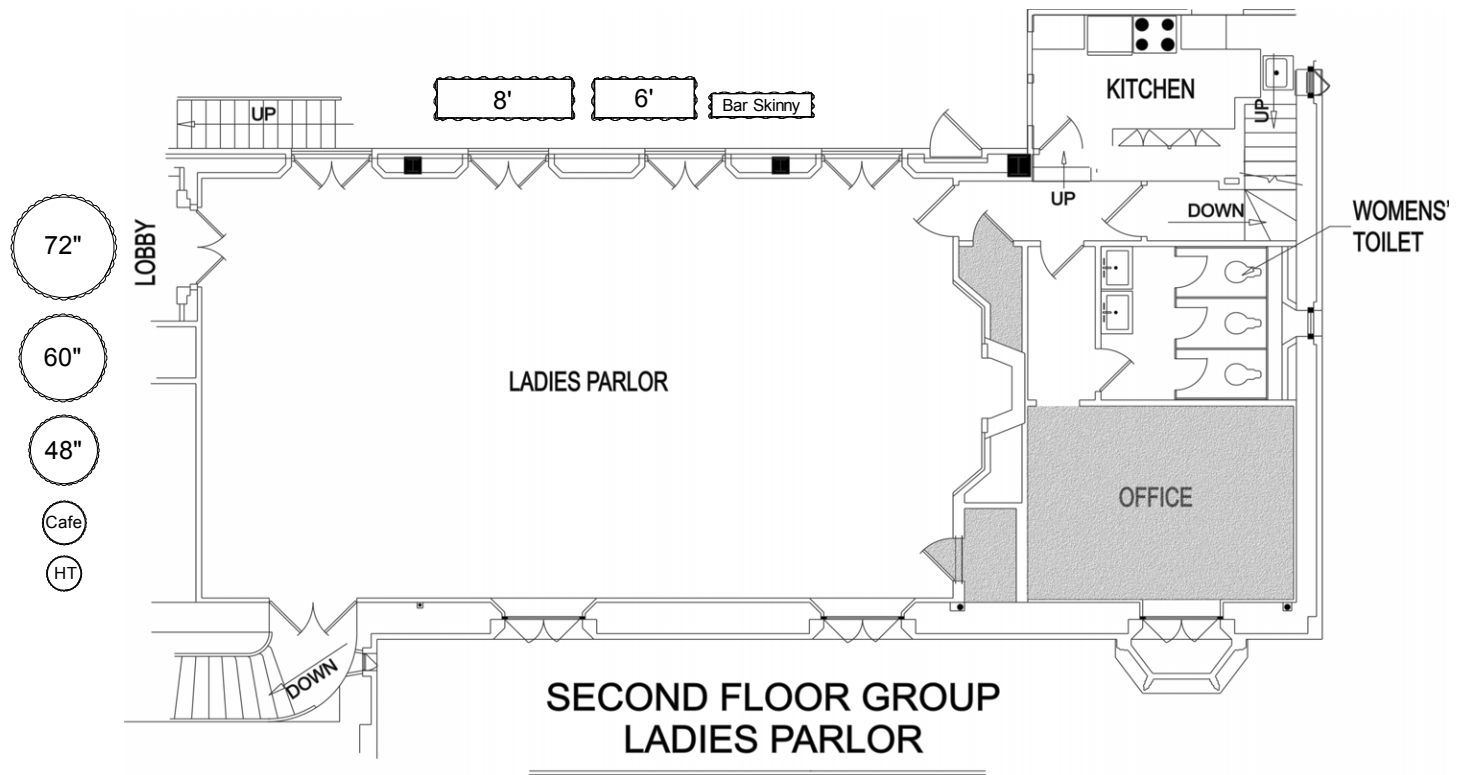 8'
6'
Bar Skinny
UP
KITCHEN
UP
72"
LOBBY
UP
DOWN
WOMENS'
TOILET
60"
LADIES PARLOR
48"
OFFICE
Cafe
HT
DOWN
SECOND FLOOR GROUP
LADIES PARLOR